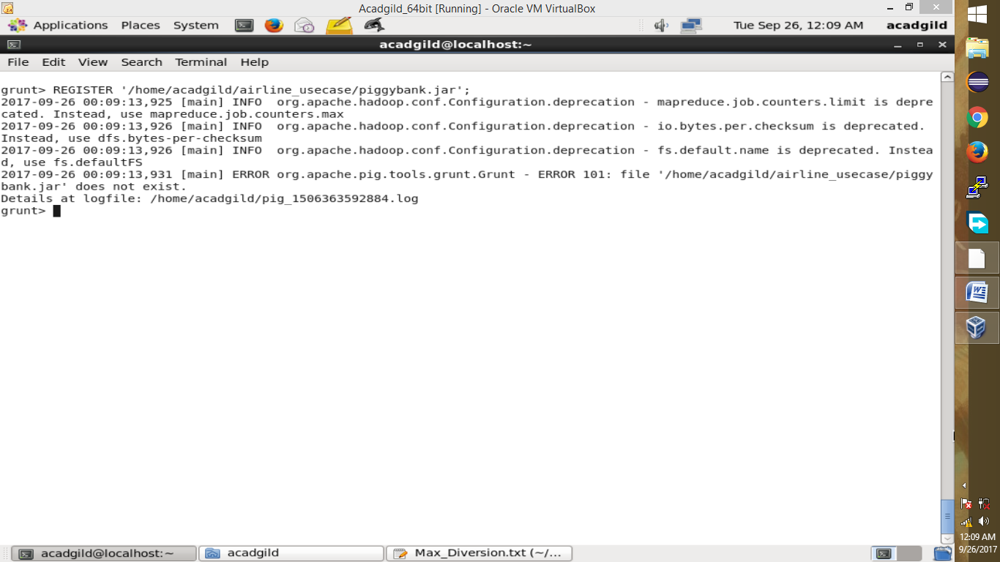 Acadgild_64bit [Running] - Oracle VM VirtualBox
Applications Places System Tue Sep 26, 12:09 AM acadgild
acadgild@localhost:~
File Edit View Search Terminal Help
grunt> REGISTER '/home/acadgild/airline_usecase/piggybank.jar';
2017-09-26 00:09:13,925 [main] INFO  org.apache.hadoop.conf.Configuration.deprecation - mapreduce.job.counters.limit is depre
cated. Instead, use mapreduce.job.counters.max
2017-09-26 00:09:13,926 [main] INFO  org.apache.hadoop.conf.Configuration.deprecation - io.bytes.per.checksum is deprecated.
Instead, use dfs.bytes-per-checksum
2017-09-26 00:09:13,926 [main] INFO  org.apache.hadoop.conf.Configuration.deprecation - fs.default.name is deprecated. Instea
d, use fs.defaultFS
2017-09-26 00:09:13,931 [main] ERROR org.apache.pig.tools.grunt.Grunt - ERROR 101: file '/home/acadgild/airline_usecase/piggy
bank.jar' does not exist.
Details at logfile: /home/acadgild/pig_1506363592884.log
grunt>
acadgild@localhost:~ acadgild Max_Diversion.txt (~/...
12:09 AM
9/26/2017